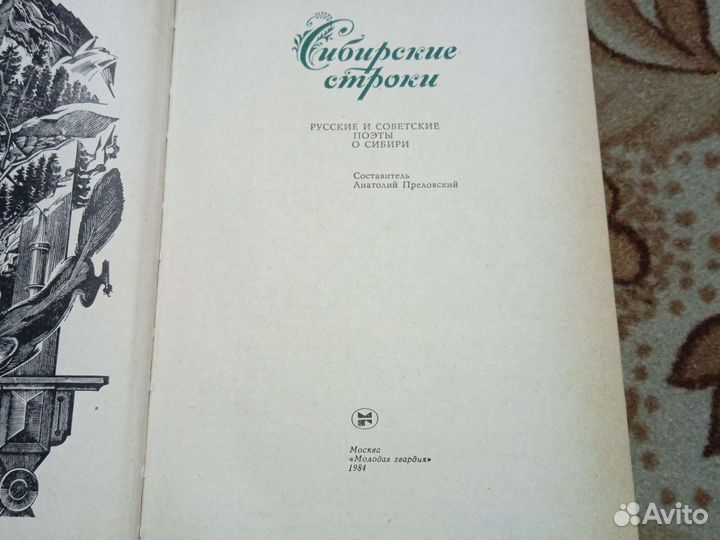 Сибирские
строки
РУССКИЕ И СОВЕТСКИЕ
ПОЭТЫ
О СИБИРИ
Составитель
Анатолий Преловский
Москва
«Молодая гвардия»
1984
Avito